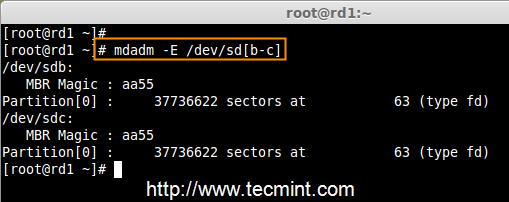 root@rd1:~
[root@rd1 ~]#
[root@rd1 ~]# mdadm -E /dev/sd[b-c]
/dev/sdb:
   MBR Magic : aa55
Partition[0] :     37736622 sectors at           63 (type fd)
/dev/sdc:
   MBR Magic : aa55
Partition[0] :     37736622 sectors at           63 (type fd)
[root@rd1 ~]#
http://www.tecmint.com